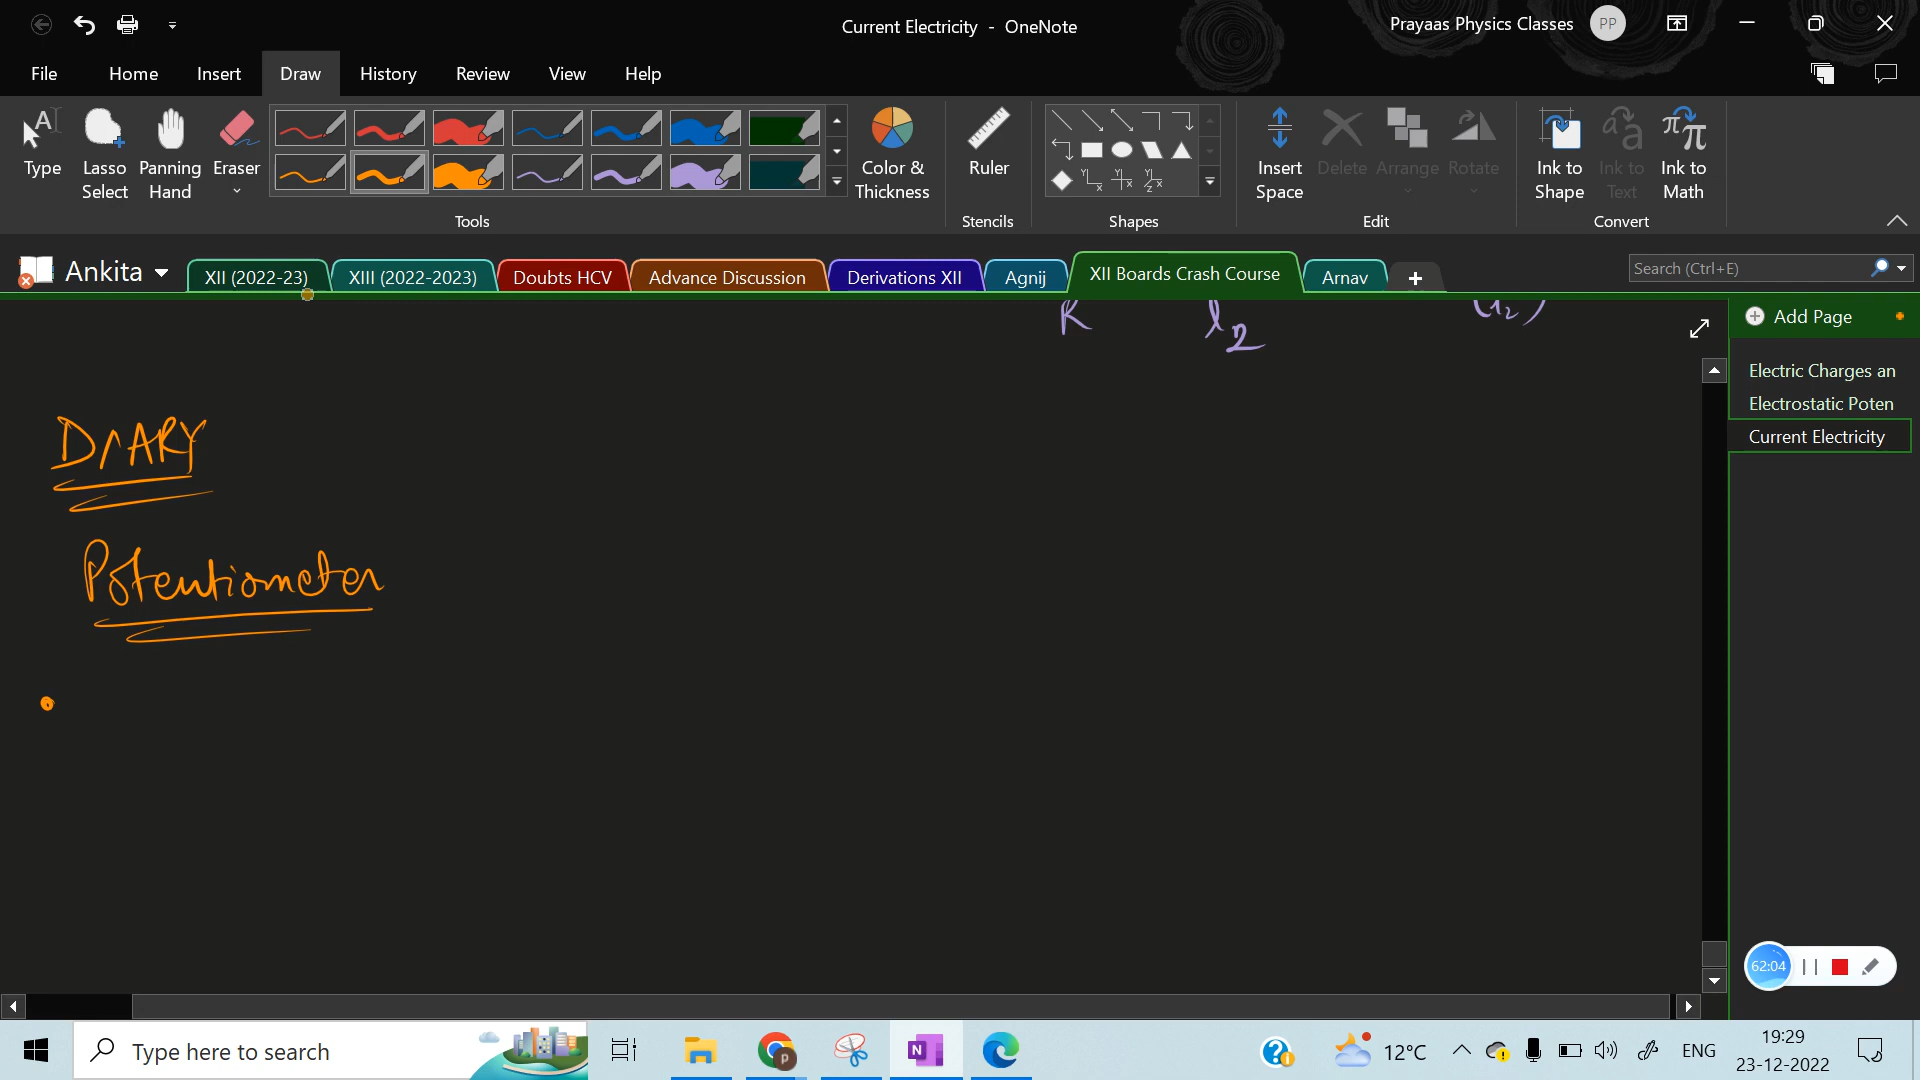 Current Electricity - OneNote
Prayaas Physics Classes PP
File Home Insert Draw History Review View Help
Type
Lasso Select
Panning Hand
Eraser
Color & Thickness
Ruler
Insert Space
Delete
Arrange
Rotate
Ink to Shape
Ink to Text
Ink to Math
Tools Stencils Shapes Edit Convert
Ankita XII (2022-23) XIII (2022-2023) Doubts HCV Advance Discussion Derivations XII Agnij XII Boards Crash Course Arnav + Search (Ctrl+E)
Add Page
Electric Charges an
Electrostatic Poten
Current Electricity
R l2
DIARY
Potentiometer
62:04
Type here to search
12°C ENG 19:29
23-12-2022